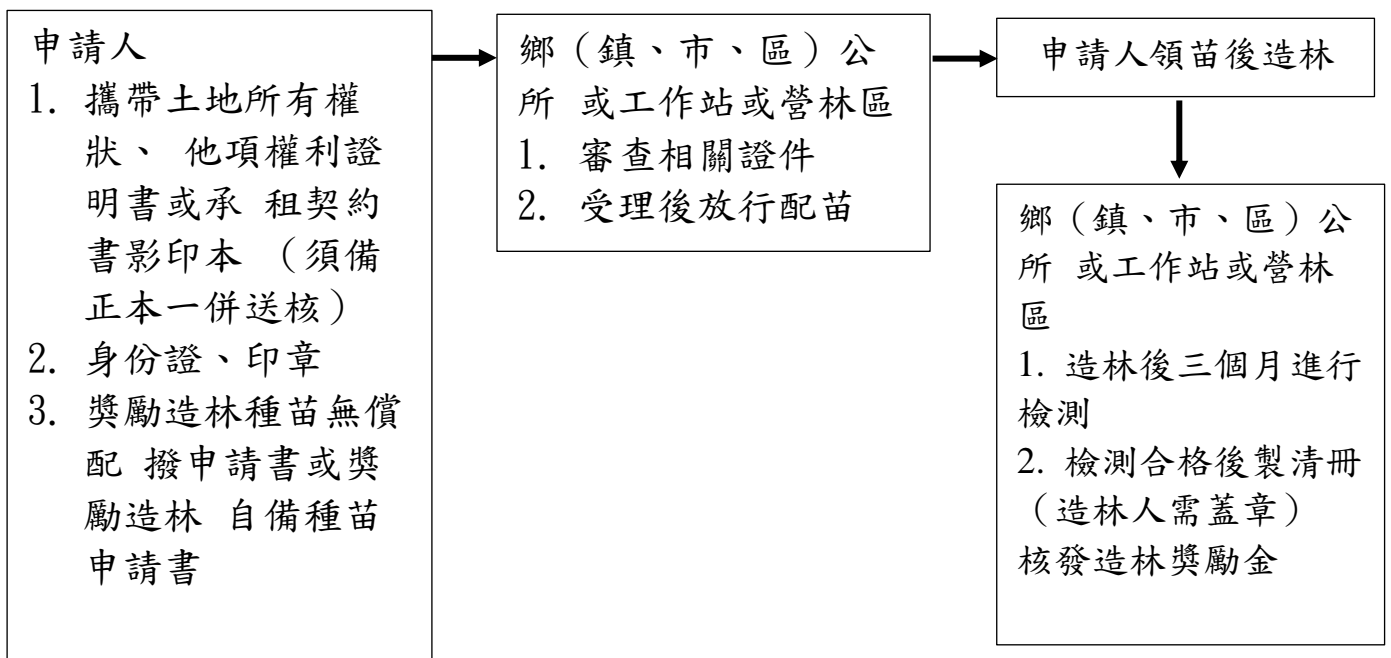 申請人
1. 攜帶土地所有權
狀、 他項權利證
明書或承 租契約
書影印本 （須備
正本一併送核）
2. 身份證、印章
3. 獎勵造林種苗無償
配 撥申請書或獎
勵造林 自備種苗
申請書
鄉（鎮、市、區）公
所 或工作站或營林區
1. 審查相關證件
2. 受理後放行配苗
申請人領苗後造林
鄉（鎮、市、區）公
所 或工作站或營林
區
1. 造林後三個月進行
檢測
2. 檢測合格後製清冊
（造林人需蓋章）
核發造林獎勵金